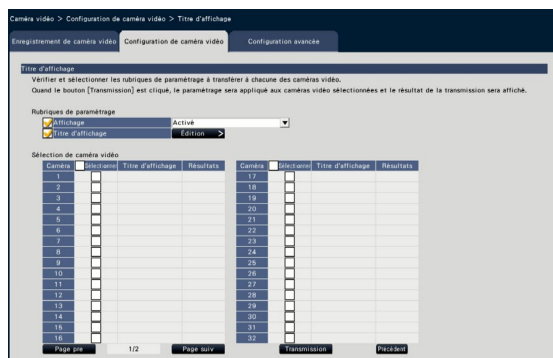 Caméra vidéo > Configuration de caméra vidéo > Titre d'affichage
Enregistrement de caméra vidéo Configuration de caméra vidéo Configuration avancée
Titre d'affichage
Vérifier et sélectionner les rubriques de paramétrage à transférer à chacune des caméras vidéo.
Quand le bouton [Transmission] est cliqué, le paramétrage sera appliqué aux caméras vidéo sélectionnées et le résultat de la transmission sera affiché.
Rubriques de paramétrage
Affichage Activé
Titre d'affichage Édition >
Sélection de caméra vidéo
Caméra Sélectionner Titre d'affichage Résultats Caméra Sélectionner Titre d'affichage Résultats
1 17
2 18
3 19
4 20
5 21
6 22
7 23
8 24
9 25
10 26
11 27
12 28
13 29
14 30
15 31
16 32
Page pre 1/2 Page suiv Transmission Précédent